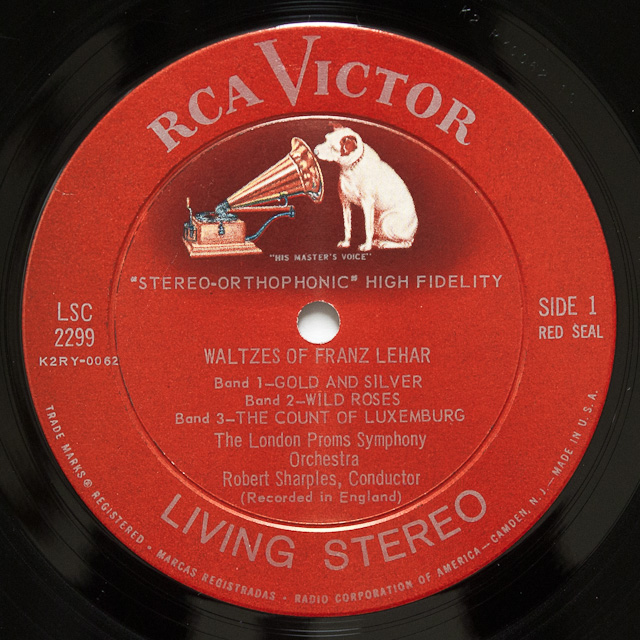 RCA VICTOR
"HIS MASTER'S VOICE"
"STEREO-ORTHOPHONIC" HIGH FIDELITY
LSC
2299
K2RY-0062
SIDE 1
RED SEAL
WALTZES OF FRANZ LEHAR
Band 1—GOLD AND SILVER
Band 2—WILD ROSES
Band 3—THE COUNT OF LUXEMBURG
The London Proms Symphony
Orchestra
Robert Sharples, Conductor
(Recorded in England)
LIVING STEREO
TRADE MARKS ® REGISTERED • MARCAS REGISTRADAS - RADIO CORPORATION OF AMERICA—CAMDEN, N. J.—MADE IN U.S.A.